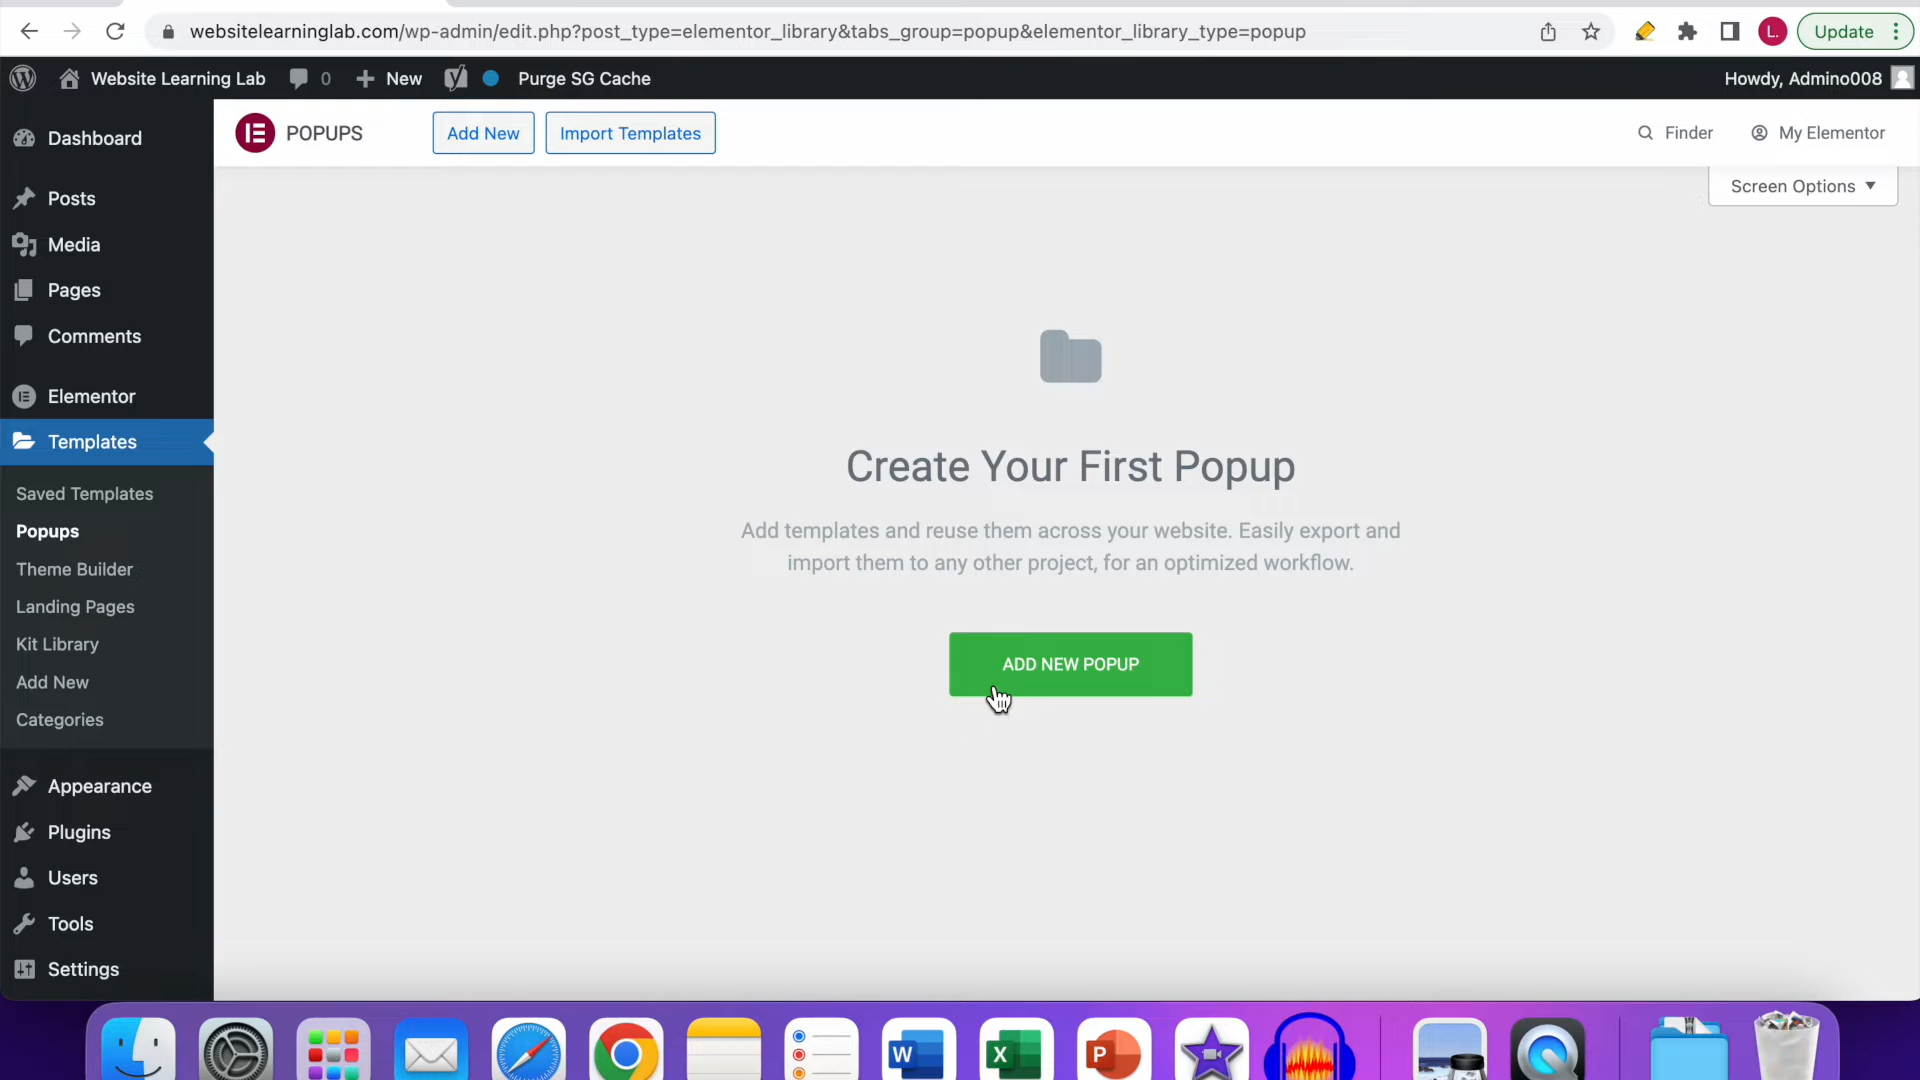 websitelearninglab.com/wp-admin/edit.php?post_type=elementor_library&tabs_group=popup&elementor_library_type=popup
L.
Update
Website Learning Lab
0
New
Purge SG Cache
Howdy, Admino008
Dashboard
Posts
Media
Pages
Comments
Elementor
Templates
Saved Templates
Popups
Theme Builder
Landing Pages
Kit Library
Add New
Categories
Appearance
Plugins
Users
Tools
Settings
POPUPS
Add New
Import Templates
Finder
My Elementor
Screen Options
Create Your First Popup
Add templates and reuse them across your website. Easily export and
import them to any other project, for an optimized workflow.
ADD NEW POPUP
W
X
P